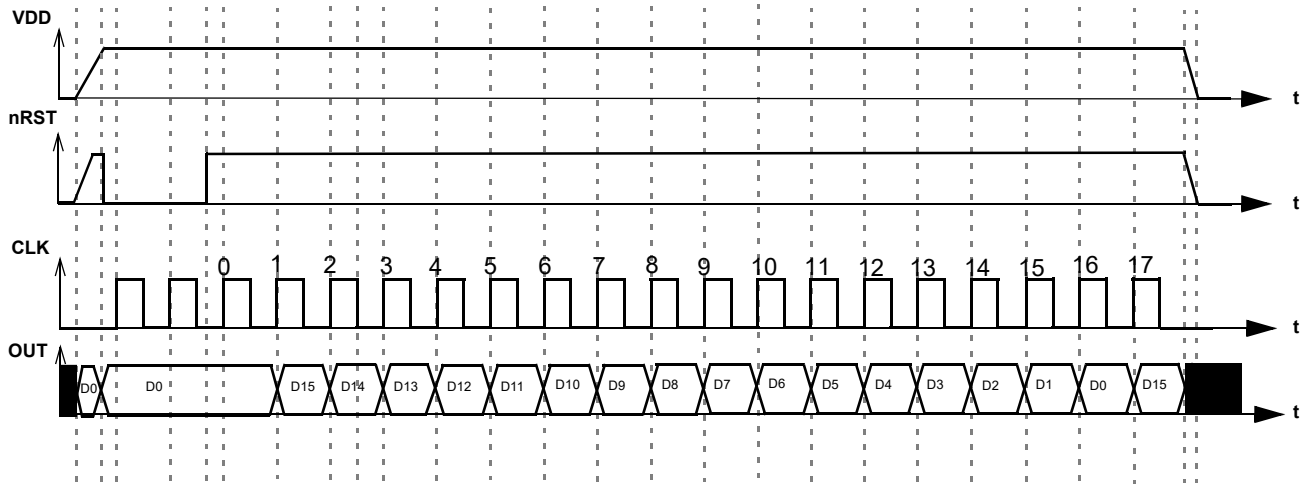 VDD
t
nRST
t
CLK
0 1 2 3 4 5 6 7 8 9 10 11 12 13 14 15 16 17
t
OUT
D0 D0 D15 D14 D13 D12 D11 D10 D9 D8 D7 D6 D5 D4 D3 D2 D1 D0 D15
t